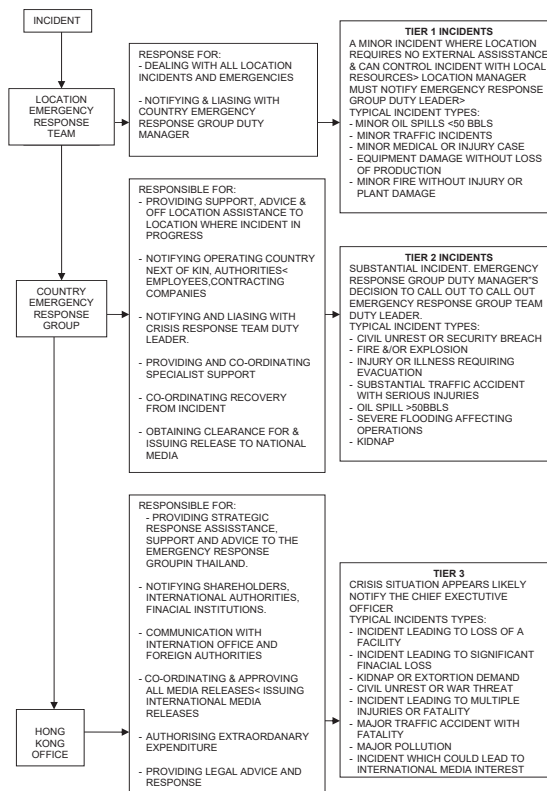 INCIDENT
LOCATION
EMERGENCY
RESPONSE
TEAM
RESPONSE FOR:
- DEALING WITH ALL LOCATION
INCIDENTS AND EMERGENCIES
- NOTIFYING & LIASING WITH
COUNTRY EMERGENCY
RESPONSE GROUP DUTY
MANAGER
TIER 1 INCIDENTS
A MINOR INCIDENT WHERE LOCATION
REQUIRES NO EXTERNAL ASSISSTANCE
& CAN CONTROL INCIDENT WITH LOCAL
RESOURCES> LOCATION MANAGER
MUST NOTIFY EMERGENCY RESPONSE
GROUP DUTY LEADER>
TYPICAL INCIDENT TYPES:
- MINOR OIL SPILLS <50 BBLS
- MINOR TRAFFIC INCIDENTS
- MINOR MEDICAL OR INJURY CASE
- EQUIPMENT DAMAGE WITHOUT LOSS
OF PRODUCTION
- MINOR FIRE WITHOUT INJURY OR
PLANT DAMAGE
COUNTRY
EMERGENCY
RESPONSE
GROUP
RESPONSIBLE FOR:
- PROVIDING SUPPORT, ADVICE &
OFF LOCATION ASSISTANCE TO
LOCATION WHERE INCIDENT IN
PROGRESS
- NOTIFYING OPERATING COUNTRY
NEXT OF KIN, AUTHORITIES<
EMPLOYEES,CONTRACTING
COMPANIES
- NOTIFYING AND LIECING WITH
CRISIS RESPONSE TEAM DUTY
LEADER.
- PROVIDING AND CO-ORDINATING
SPECIALIST SUPPORT
- CO-ORDINATING RECOVERY
FROM INCIDENT
- OBTAINING CLEARANCE FOR &
ISSUING RELEASE TO NATIONAL
MEDIA
TIER 2 INCIDENTS
SUBSTANTIAL INCIDENT. EMERGENCY
RESPONSE GROUP DUTY MANAGER"S
DECISION TO CALL OUT TO CALL OUT
EMERGENCY RESPONSE GROUP TEAM
DUTY LEADER.
TYPICAL INCIDENT TYPES:
- CIVIL UNREST OR SECURITY BREACH
- FIRE &/OR EXPLOSION
- INJURY OR ILLNESS REQUIRING
EVACUATION
- SUBSTANTIAL TRAFFIC ACCIDENT
WITH SERIOUS INJURIES
- OIL SPILL >50BBLS
- SEVERE FLOODING AFFECTING
OPERATIONS
- KIDNAP
HONG
KONG
OFFICE
RESPONSIBLE FOR:
- PROVIDING STRATEGIC
RESPONSE ASSISSTANCE,
SUPPORT AND ADVICE TO THE
EMERGENCY RESPONSE
GROUPIN THAILAND.
- NOTIFYING SHAREHOLDERS,
INTERNATIONAL AUTHORITIES,
FINACIAL INSTITUTIONS.
- COMMUNICATION WITH
INTERNATION OFFICE AND
FOREIGN AUTHORITIES
- CO-ORDINATING & APPROVING
ALL MEDIA RELEASES< ISSUING
INTERNATIONAL MEDIA
RELEASES
- AUTHORISING EXTRAORDANARY
EXPENDITURE
- PROVIDING LEGAL ADVICE AND
RESPONSE
TIER 3
CRISIS SITUATION APPEARS LIKELY
NOTIFY THE CHIEF EXECTUTIVE
OFFICER
TYPICAL INCIDENTS TYPES:
- INCIDENT LEADING TO LOSS OF A
FACILITY
- INCIDENT LEADING TO SIGNIFICANT
FINACIAL LOSS
- KIDNAP OR EXTORTION DEMAND
- CIVIL UNREST OR WAR THREAT
- INCIDENT LEADING TO MULTIPLE
INJURIES OR FATALITY
- MAJOR TRAFFIC ACCIDENT WITH
FATALITY
- MAJOR POLLUTION
- INCIDENT WHICH COULD LEAD TO
INTERNATIONAL MEDIA INTEREST